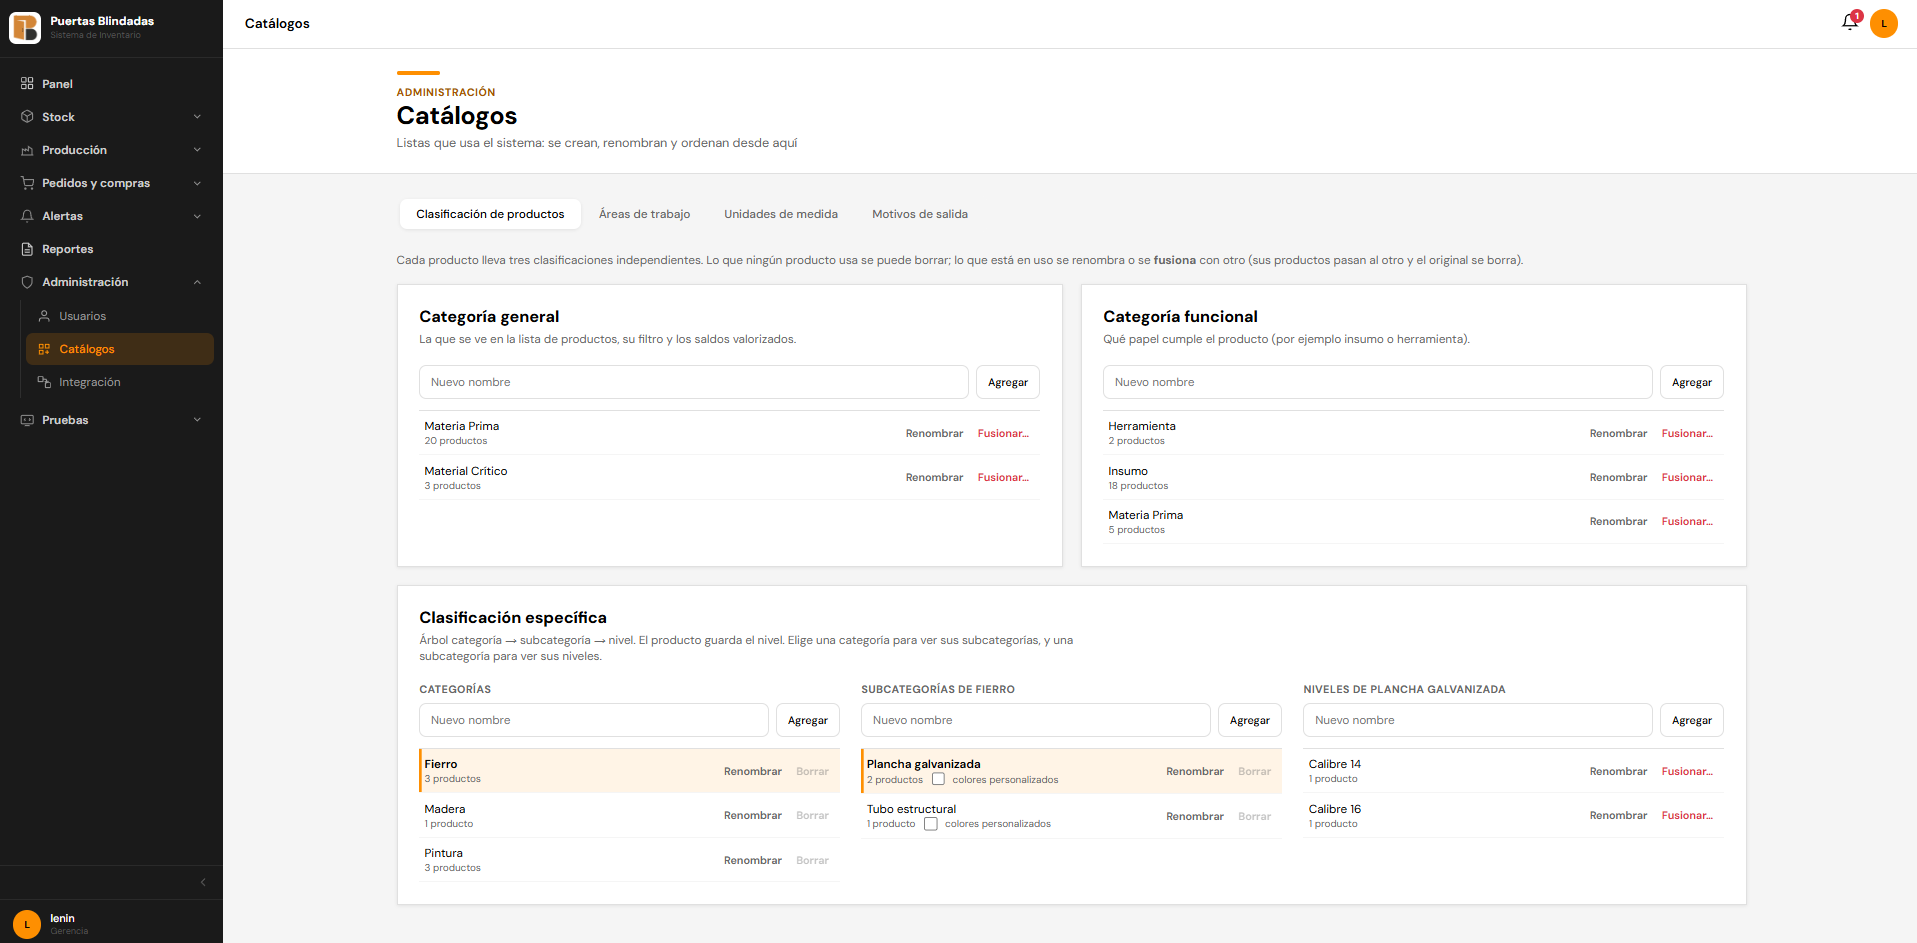 Puertas Blindadas
Sistema de Inventario
Catálogos
1
L
Panel
Stock
Producción
Pedidos y compras
Alertas
Reportes
Administración
Usuarios
Catálogos
Integración
Pruebas
lenin
Gerencia
L
ADMINISTRACIÓN
Catálogos
Listas que usa el sistema: se crean, renombran y ordenan desde aquí
Clasificación de productos
Áreas de trabajo
Unidades de medida
Motivos de salida
Cada producto lleva tres clasificaciones independientes. Lo que ningún producto usa se puede borrar; lo que está en uso se renombra o se fusiona con otro (sus productos pasan al otro y el original se borra).
Categoría general
La que se ve en la lista de productos, su filtro y los saldos valorizados.
Nuevo nombre
Agregar
Materia Prima
20 productos
Renombrar
Fusionar...
Material Crítico
3 productos
Renombrar
Fusionar...
Categoría funcional
Qué papel cumple el producto (por ejemplo insumo o herramienta).
Nuevo nombre
Agregar
Herramienta
2 productos
Renombrar
Fusionar...
Insumo
18 productos
Renombrar
Fusionar...
Materia Prima
5 productos
Renombrar
Fusionar...
Clasificación específica
Árbol categoría → subcategoría → nivel. El producto guarda el nivel. Elige una categoría para ver sus subcategorías, y una
subcategoría para ver sus niveles.
CATEGORÍAS
Nuevo nombre
Agregar
Fierro
3 productos
Renombrar
Borrar
Madera
1 producto
Renombrar
Borrar
Pintura
3 productos
Renombrar
Borrar
SUBCATEGORÍAS DE FIERRO
Nuevo nombre
Agregar
Plancha galvanizada
2 productos
colores personalizados
Renombrar
Borrar
Tubo estructural
1 producto
colores personalizados
Renombrar
Borrar
NIVELES DE PLANCHA GALVANIZADA
Nuevo nombre
Agregar
Calibre 14
1 producto
Renombrar
Fusionar...
Calibre 16
1 producto
Renombrar
Fusionar...